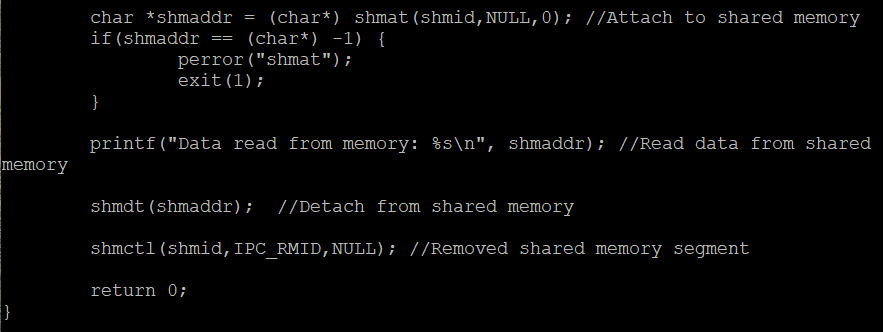 char *shmaddr = (char*) shmat(shmid,NULL,0); //Attach to shared memory
if(shmaddr == (char*) -1) {
perror("shmat");
exit(1);
}
printf("Data read from memory: %s\n", shmaddr); //Read data from shared
memory
shmdt(shmaddr);  //Detach from shared memory
shmctl(shmid,IPC_RMID,NULL); //Removed shared memory segment
return 0;
}